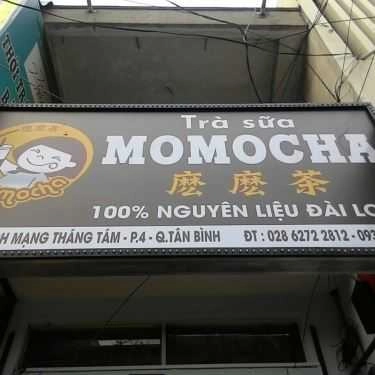 Trà sữa
MOMOCHA
麼麼茶
100% NGUYÊN LIỆU ĐÀI
MẠNG THÁNG TÁM - P.4 - Q.TÂN BÌNH ĐT : 028 6272 2812 - 093
mocha